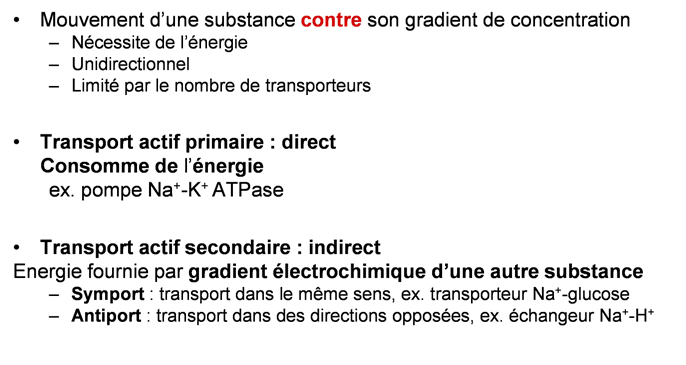 • Mouvement d'une substance contre son gradient de concentration
– Nécessite de l'énergie
– Unidirectionnel
– Limité par le nombre de transporteurs
• Transport actif primaire : direct
Consomme de l'énergie
ex. pompe Na⁺-K⁺ ATPase
• Transport actif secondaire : indirect
Energie fournie par gradient électrochimique d'une autre substance
– Symport : transport dans le même sens, ex. transporteur Na⁺-glucose
– Antiport : transport dans des directions opposées, ex. échangeur Na⁺-H⁺